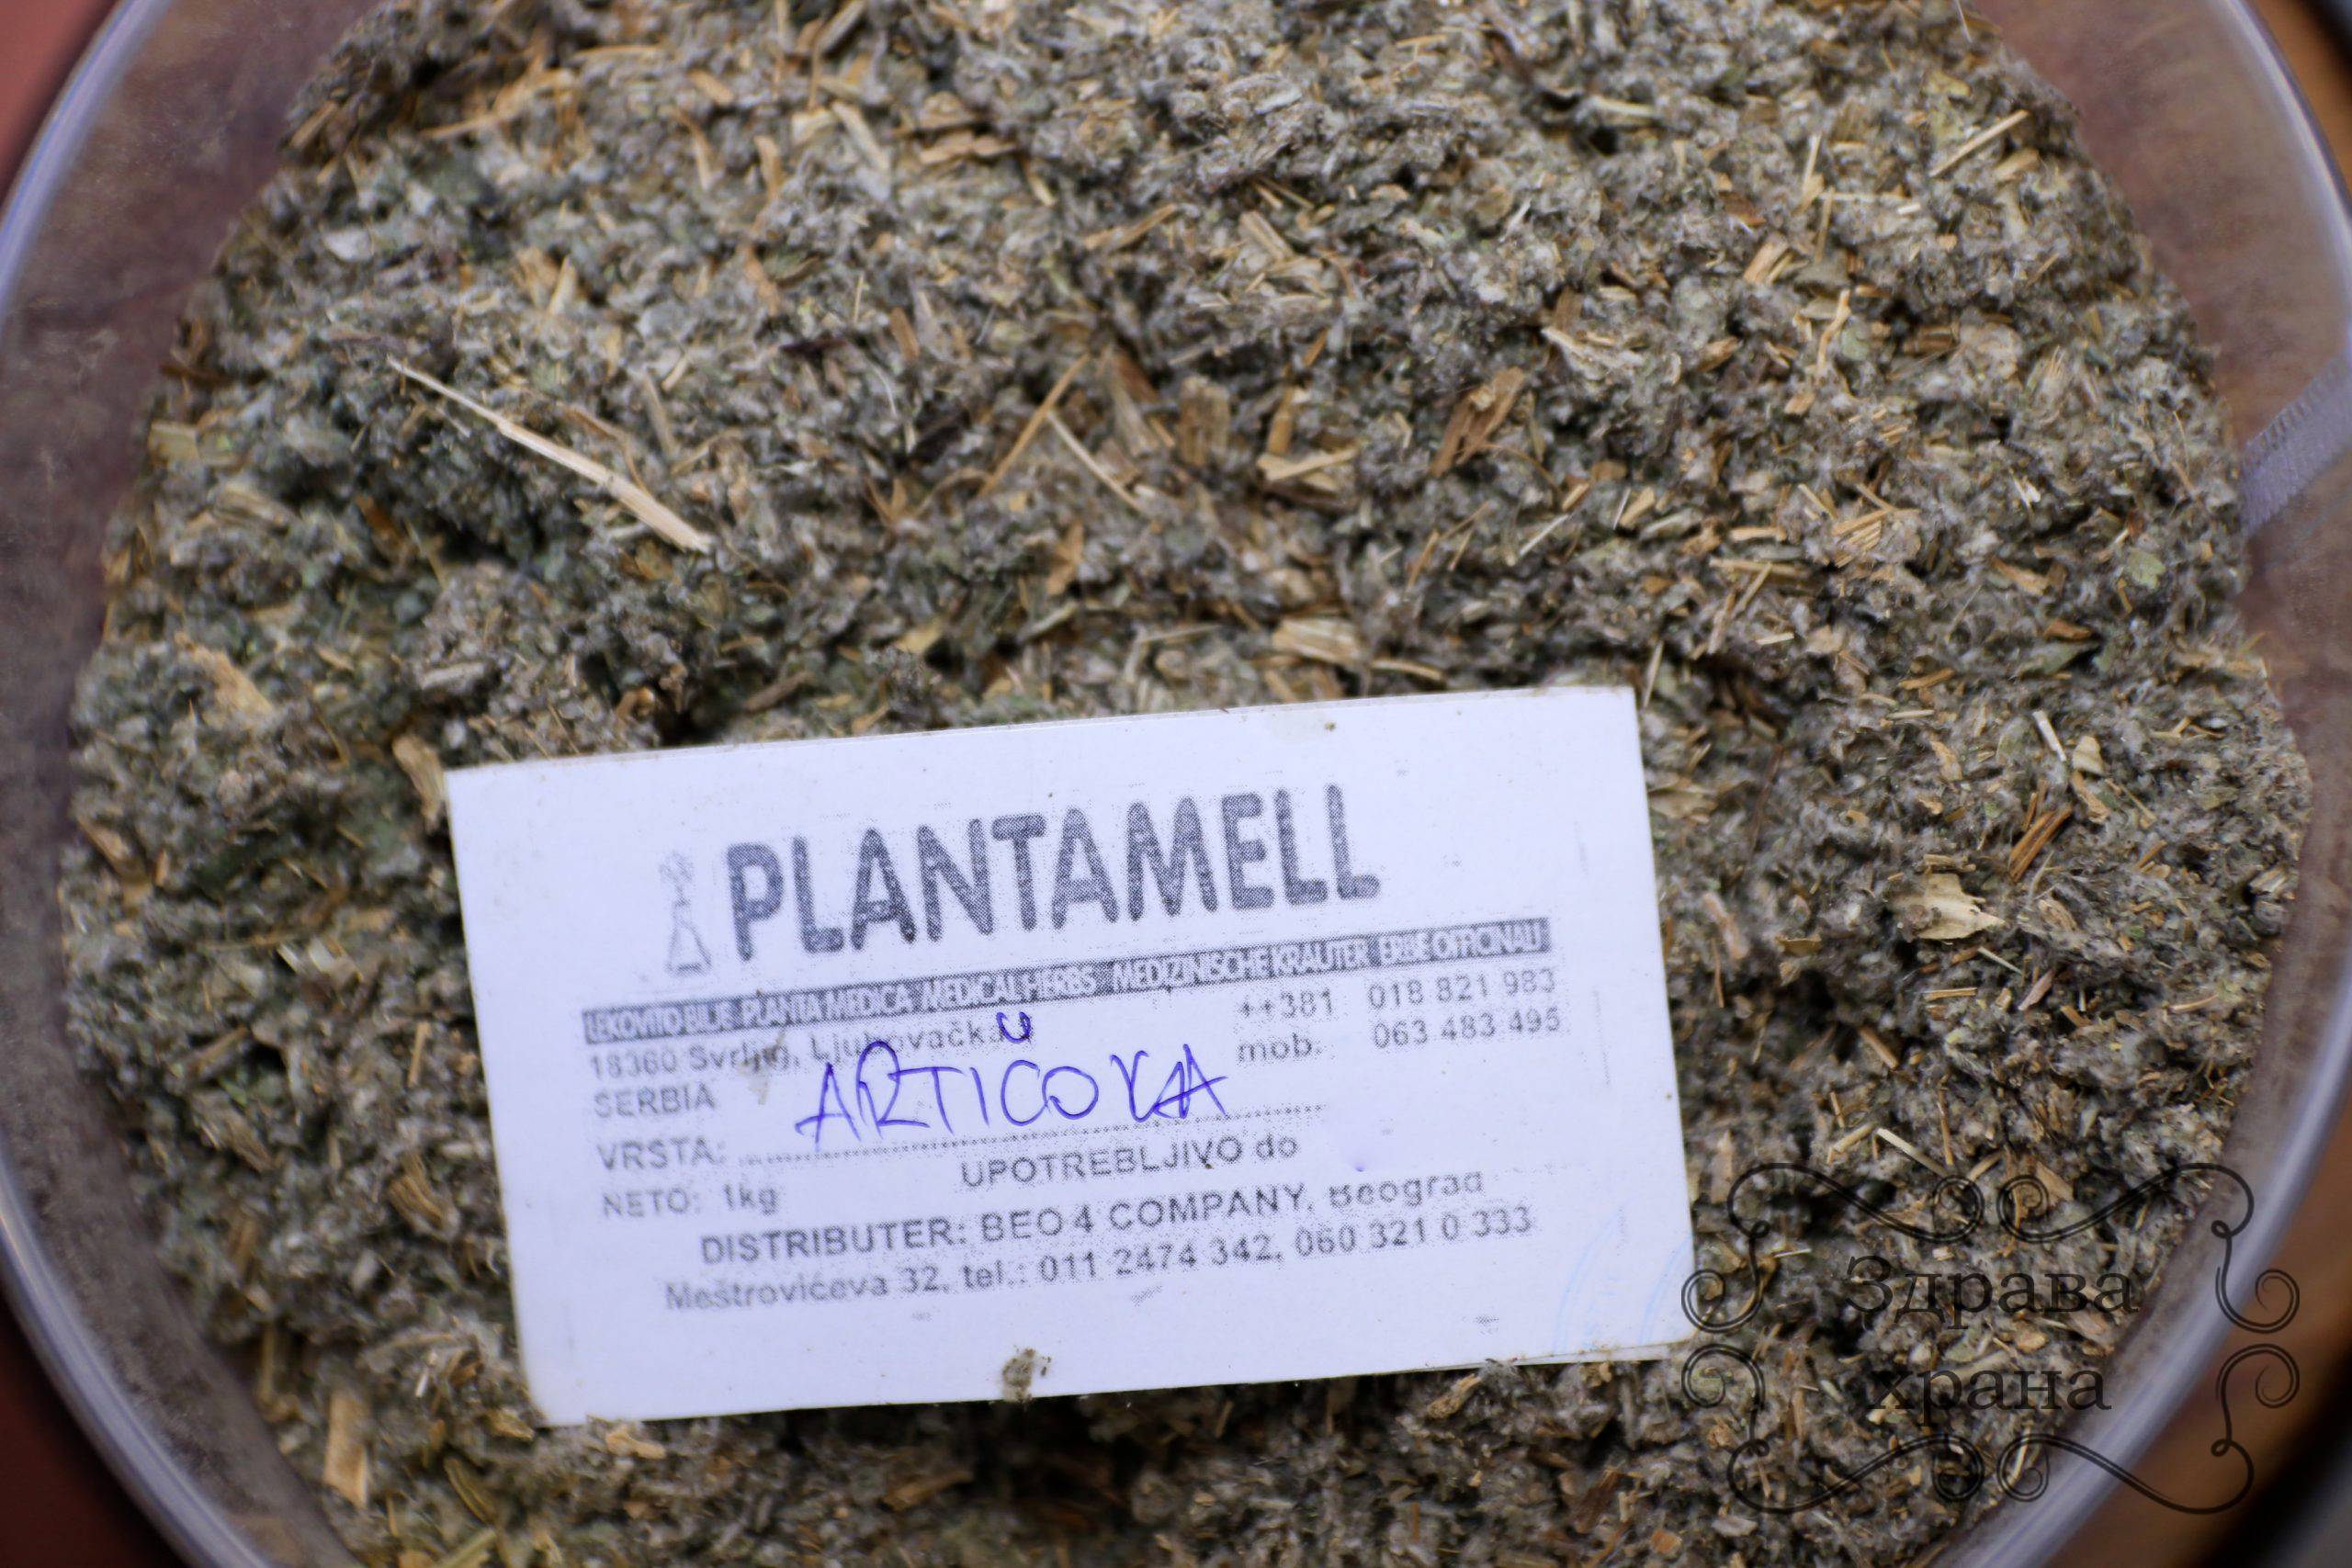 PLANTAMELL
LEKOVITO BILJE PLANTA MEDICA MEDICAL HERBS MEDIZINISCHE KRAUTER ERBE OFFICINALI
18360 Svrljig, Ljubovačka ++381 018 821 983
SERBIA mob. 063 483 495
VRSTA: ARTIČOKA
UPOTREBLJIVO do
NETO: 1kg
DISTRIBUTER: BEO 4 COMPANY, Beograd
Meštrovićeva 32, tel.: 011 2474 342, 060 321 0 333
Здрава
храна